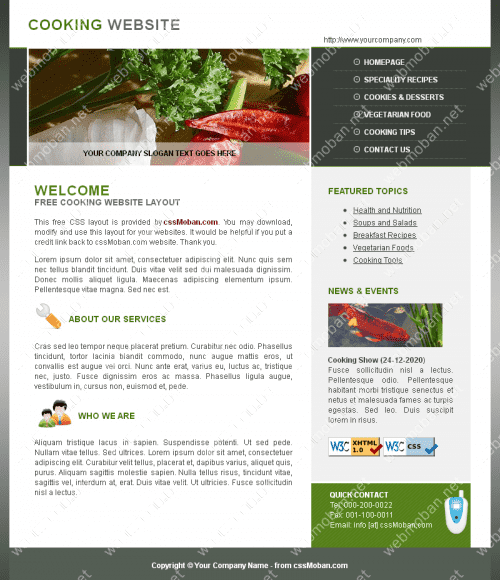 COOKING WEBSITE
http://www.yourcompany.com
HOMEPAGE
SPECIALITY RECIPES
COOKIES & DESSERTS
VEGETARIAN FOOD
COOKING TIPS
CONTACT US
YOUR COMPANY SLOGAN TEXT GOES HERE
WELCOME
FREE COOKING WEBSITE LAYOUT
This free CSS layout is provided by cssMoban.com. You may download,
modify and use this layout for your websites. It would be helpful if you put a
credit link back to cssMoban.com website. Thank you.
Lorem ipsum dolor sit amet, consectetuer adipiscing elit. Nunc quis sem
nec tellus blandit tincidunt. Duis vitae velit sed dui malesuada dignissim.
Donec mollis aliquet ligula. Maecenas adipiscing elementum ipsum.
Pellentesque vitae magna. Sed nec est.
ABOUT OUR SERVICES
Cras sed leo tempor neque placerat pretium. Curabitur nec odio. Phasellus
tincidunt, tortor lacinia blandit commodo, nunc augue mattis eros, ut
convallis est augue vel orci. Nunc ante erat, varius eu, luctus ac, tristique
nec, justo. Fusce dignissim eros ac massa. Phasellus ligula augue,
vestibulum in, cursus non, euismod et, pede.
WHO WE ARE
Aliquam tristique lacus in sapien. Suspendisse potenti. Ut sed pede.
Nullam vitae tellus. Sed ultrices. Lorem ipsum dolor sit amet, consectetuer
adipiscing elit. Curabitur velit tellus, placerat et, dapibus varius, aliquet quis,
purus. Aliquam sagittis molestie sapien. Nulla tellus risus, tincidunt vitae,
sagittis vel, interdum at, erat. Duis vitae velit. Ut ultrices. Fusce sollicitudin
nisl a lectus.
FEATURED TOPICS
Health and Nutrition
Soups and Salads
Breakfast Recipes
Vegetarian Foods
Cooking Tools
NEWS & EVENTS
Cooking Show (24-12-2020)
Fusce sollicitudin nisl a lectus.
Pellentesque odio. Pellentesque
habitant morbi tristique senectus et
netus et malesuada fames ac turpis
egestas. Sed leo. Duis suscipit
lorem in risus.
W3C XHTML 1.0
W3C CSS
QUICK CONTACT
Tel: 000-200-0022
Fax: 001-100-0011
Email: info [at] cssMoban.com
Copyright © Your Company Name - from cssMoban.com
webmoban.net